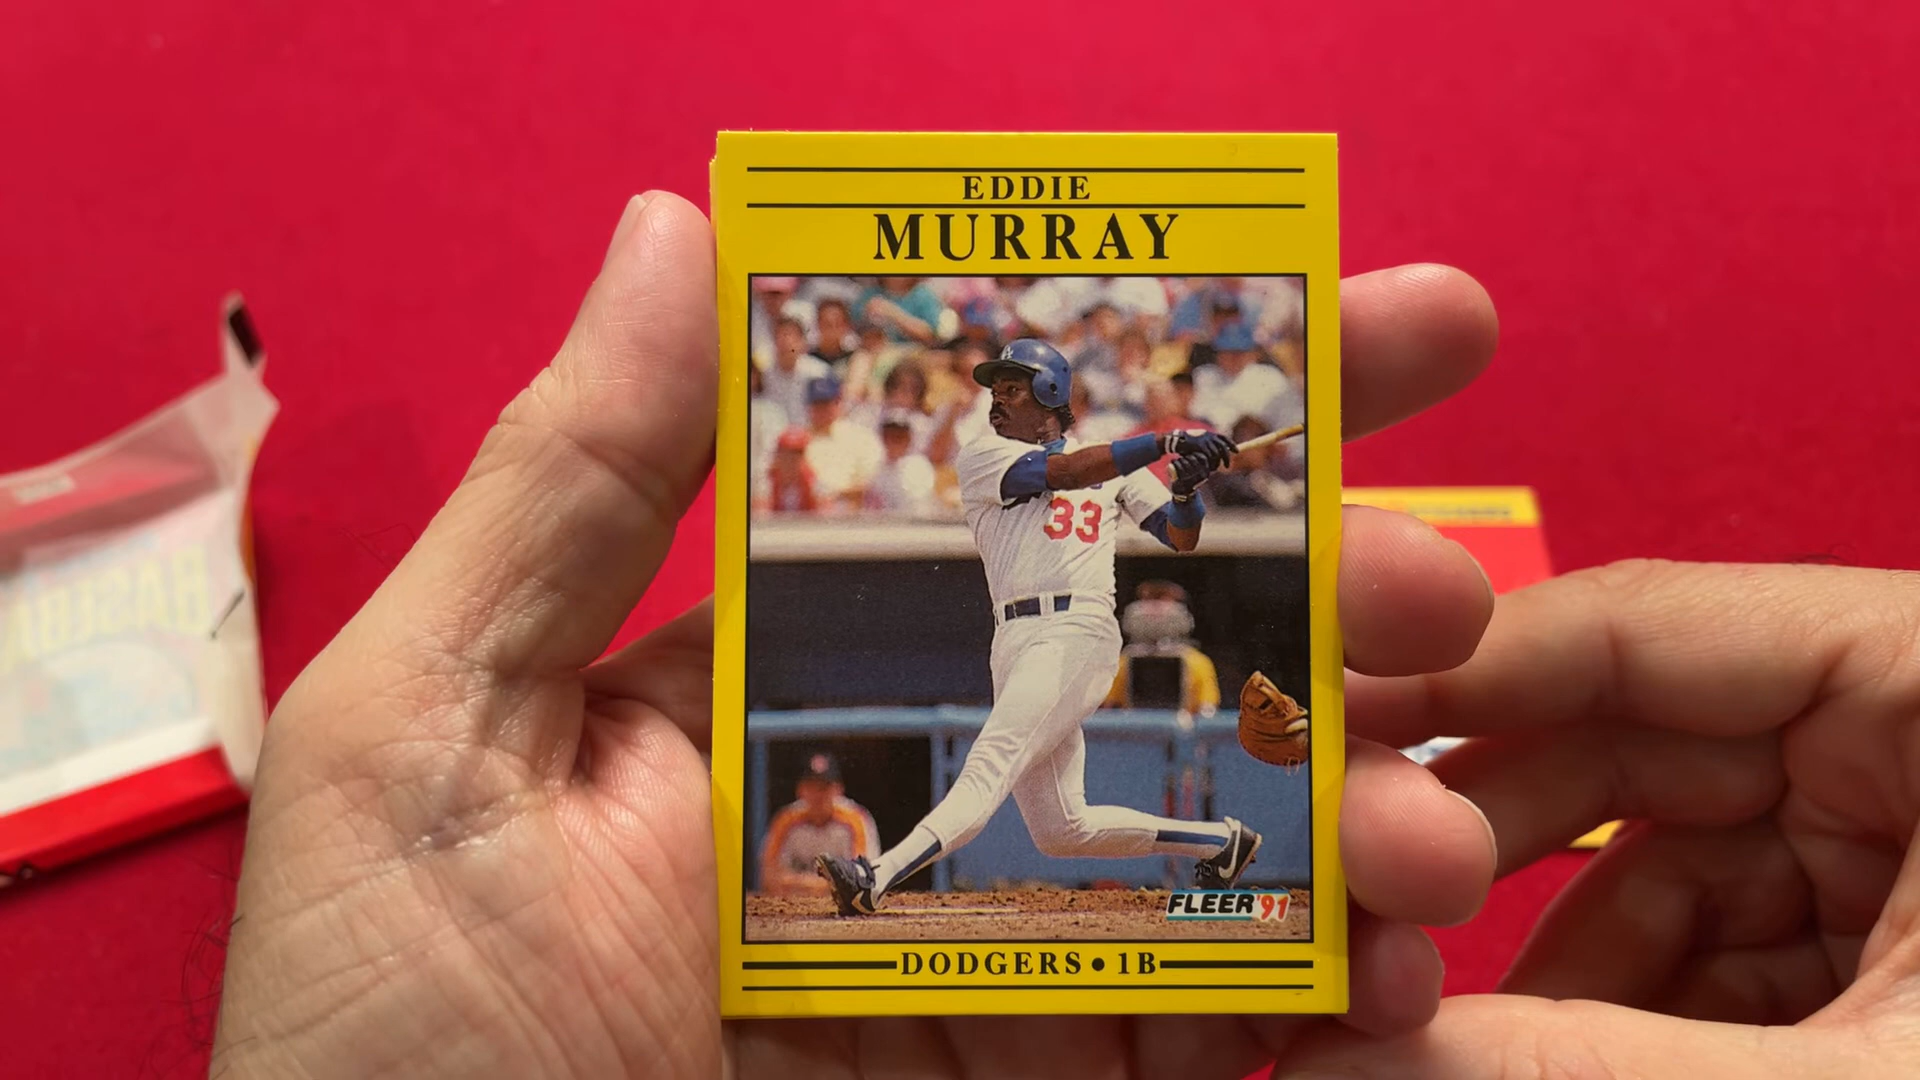 EDDIE
MURRAY
33
FLEER '91
DODGERS • 1B